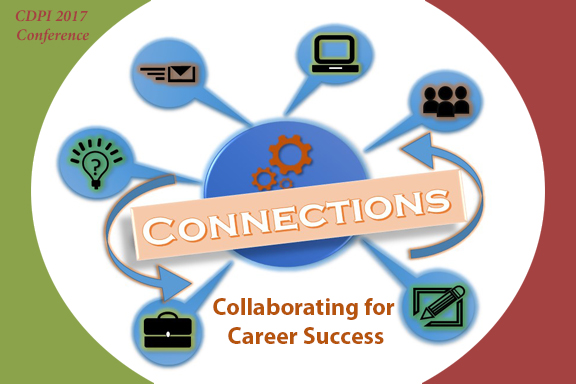 CDPI 2017
Conference
?
CONNECTIONS
Collaborating for
Career Success